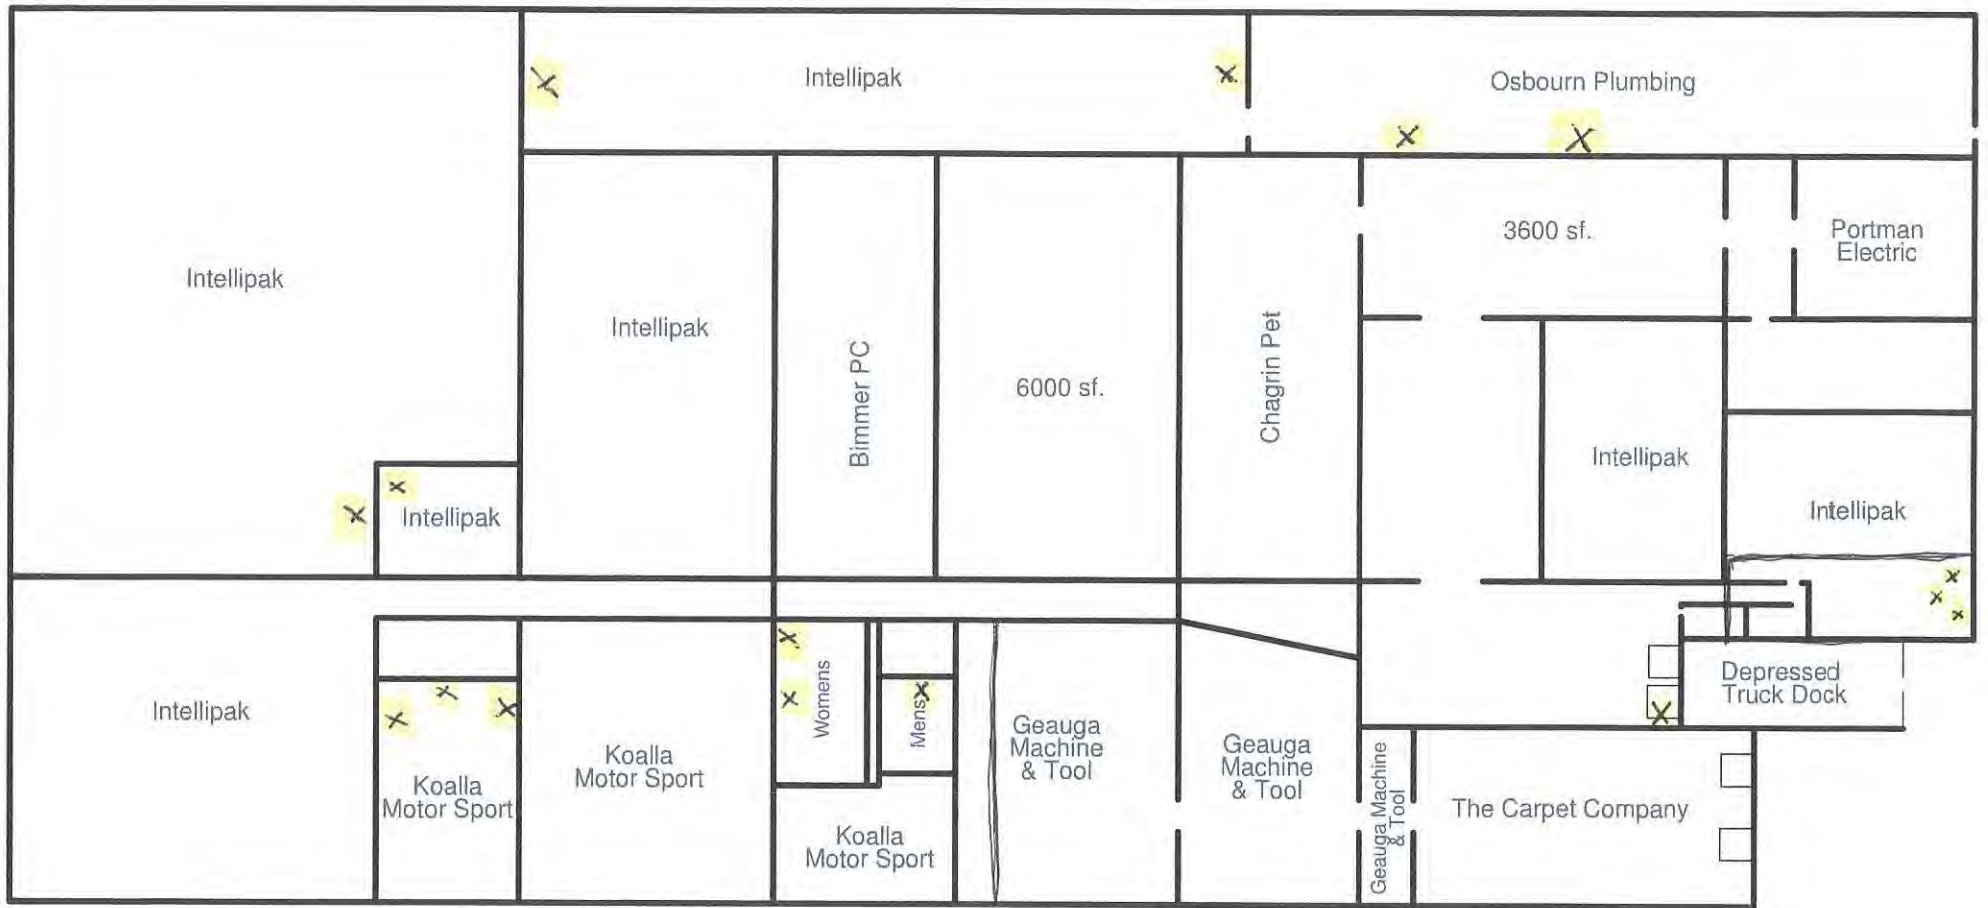 Intellipak
Osbourn Plumbing
3600 sf.
Portman
Electric
Intellipak
Intellipak
Bimmer PC
6000 sf.
Chagrin Pet
Intellipak
Intellipak
Intellipak
Intellipak
Koalla
Motor Sport
Koalla
Motor Sport
Womens
Mens
Koalla
Motor Sport
Geauga
Machine
& Tool
Geauga
Machine
& Tool
Geauga Machine
& Tool
Depressed
Truck Dock
The Carpet Company